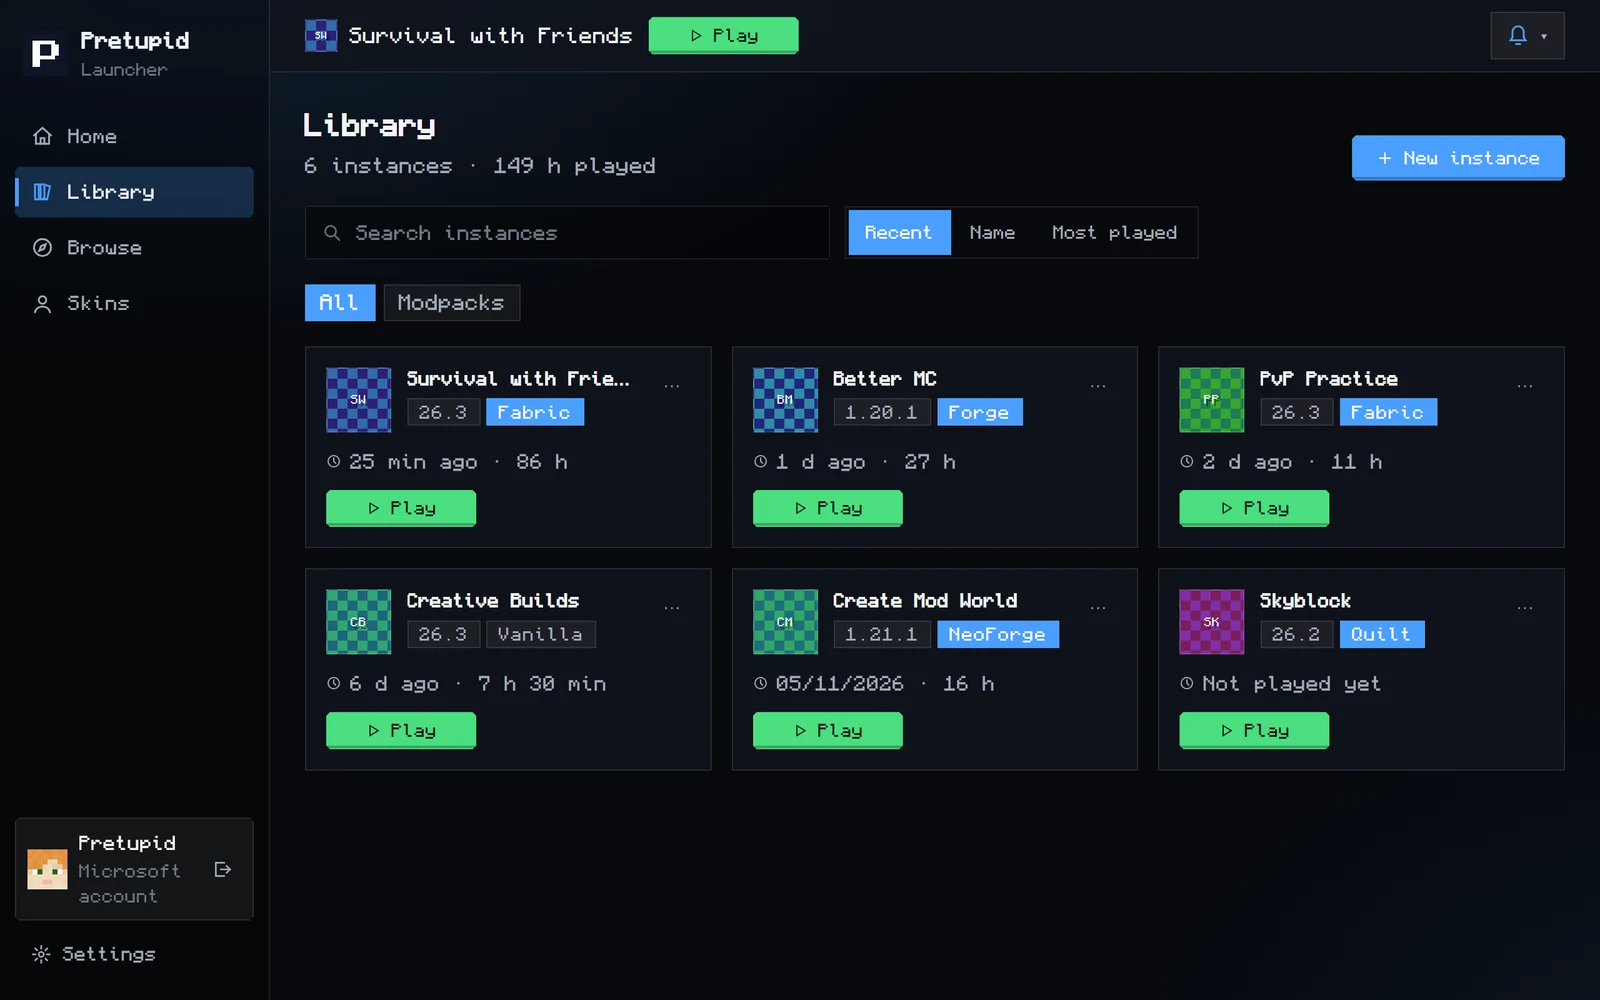 Pretupid
Launcher
Home
Library
Browse
Skins
Pretupid
Microsoft
account
Settings
SW Survival with Friends
Play
Library
6 instances · 149 h played
+ New instance
Search instances
Recent Name Most played
All Modpacks
SW
Survival with Frie...
...
26.3 Fabric
25 min ago · 86 h
Play
BM
Better MC
...
1.20.1 Forge
1 d ago · 27 h
Play
PP
PvP Practice
...
26.3 Fabric
2 d ago · 11 h
Play
CB
Creative Builds
...
26.3 Vanilla
6 d ago · 7 h 30 min
Play
CM
Create Mod World
...
1.21.1 NeoForge
05/11/2026 · 16 h
Play
SK
Skyblock
...
26.2 Quilt
Not played yet
Play